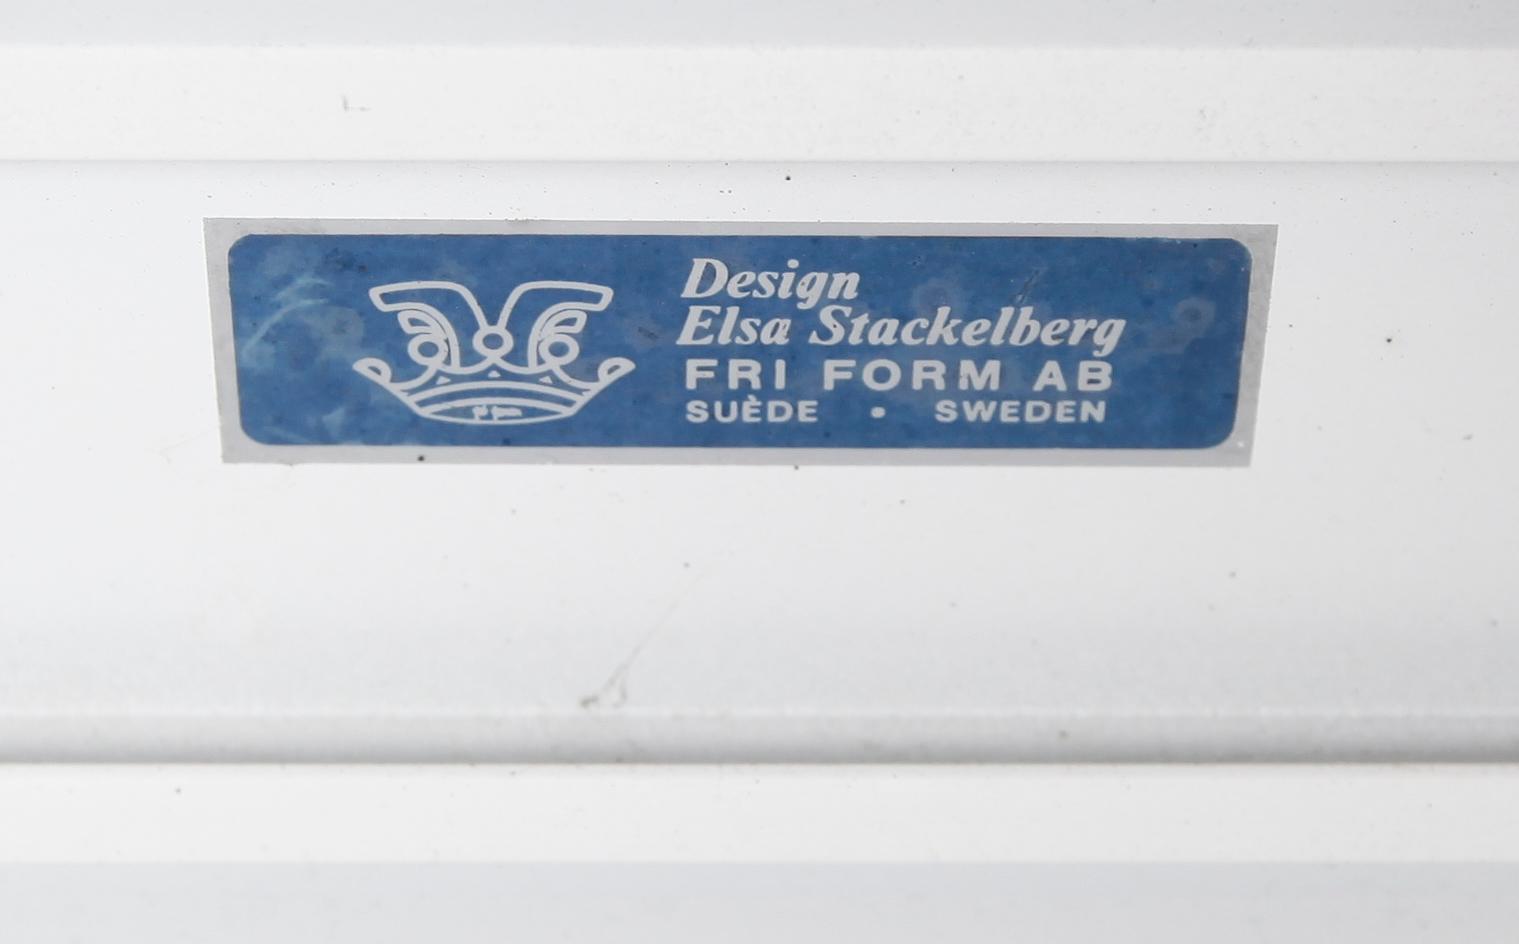 Design
Elsa Stackelberg
FRI FORM AB
SUÈDE • SWEDEN